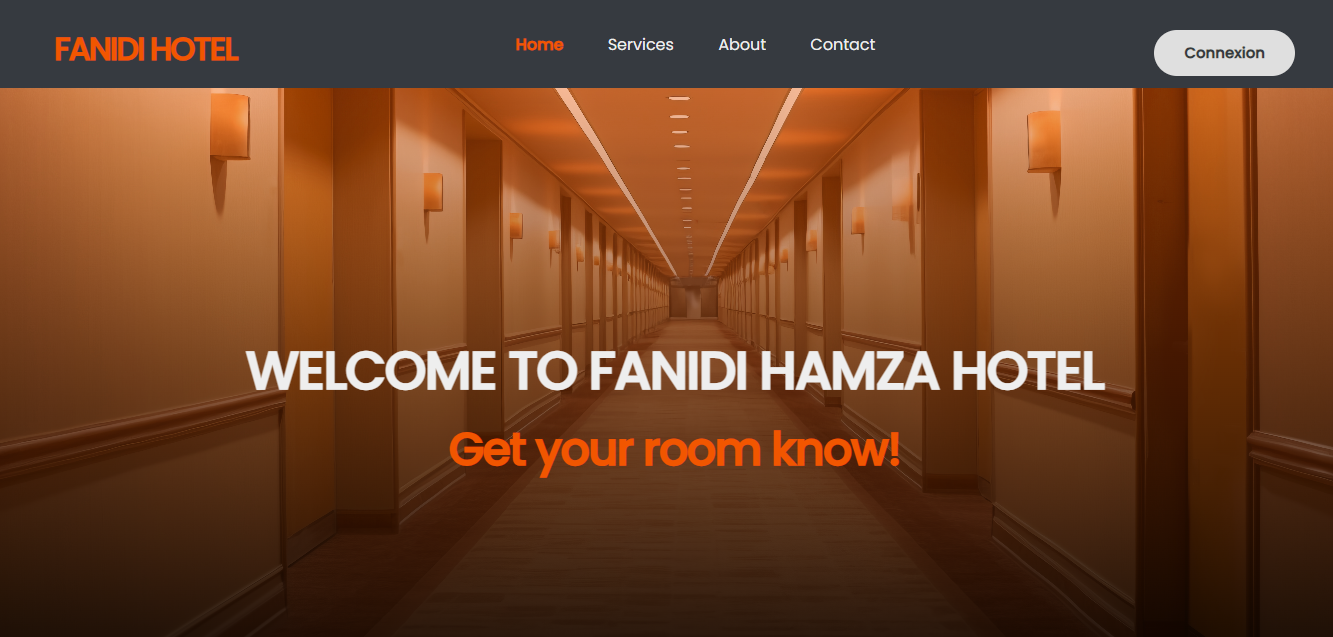 FANIDI HOTEL
Home Services About Contact
Connexion
WELCOME TO FANIDI HAMZA HOTEL
Get your room know!